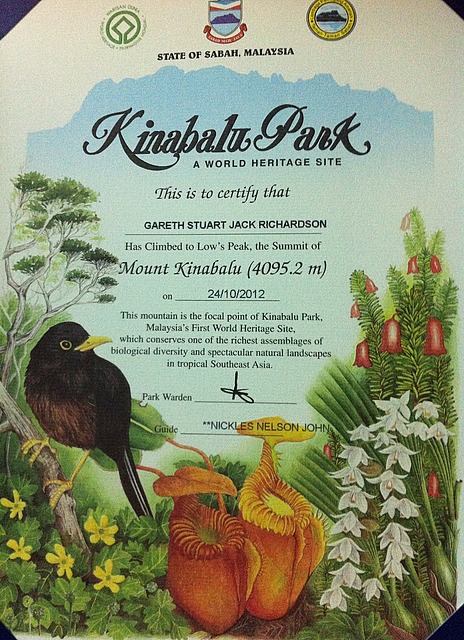 STATE OF SABAH, MALAYSIA
Kinabalu Park
A WORLD HERITAGE SITE
This is to certify that
GARETH STUART JACK RICHARDSON
Has Climbed to Low's Peak, the Summit of
Mount Kinabalu (4095.2 m)
on 24/10/2012
This mountain is the focal point of Kinabalu Park,
Malaysia's First World Heritage Site,
which conserves one of the richest assemblages of
biological diversity and spectacular natural landscapes
in tropical Southeast Asia.
Park Warden
Guide **NICKLES NELSON JOHN